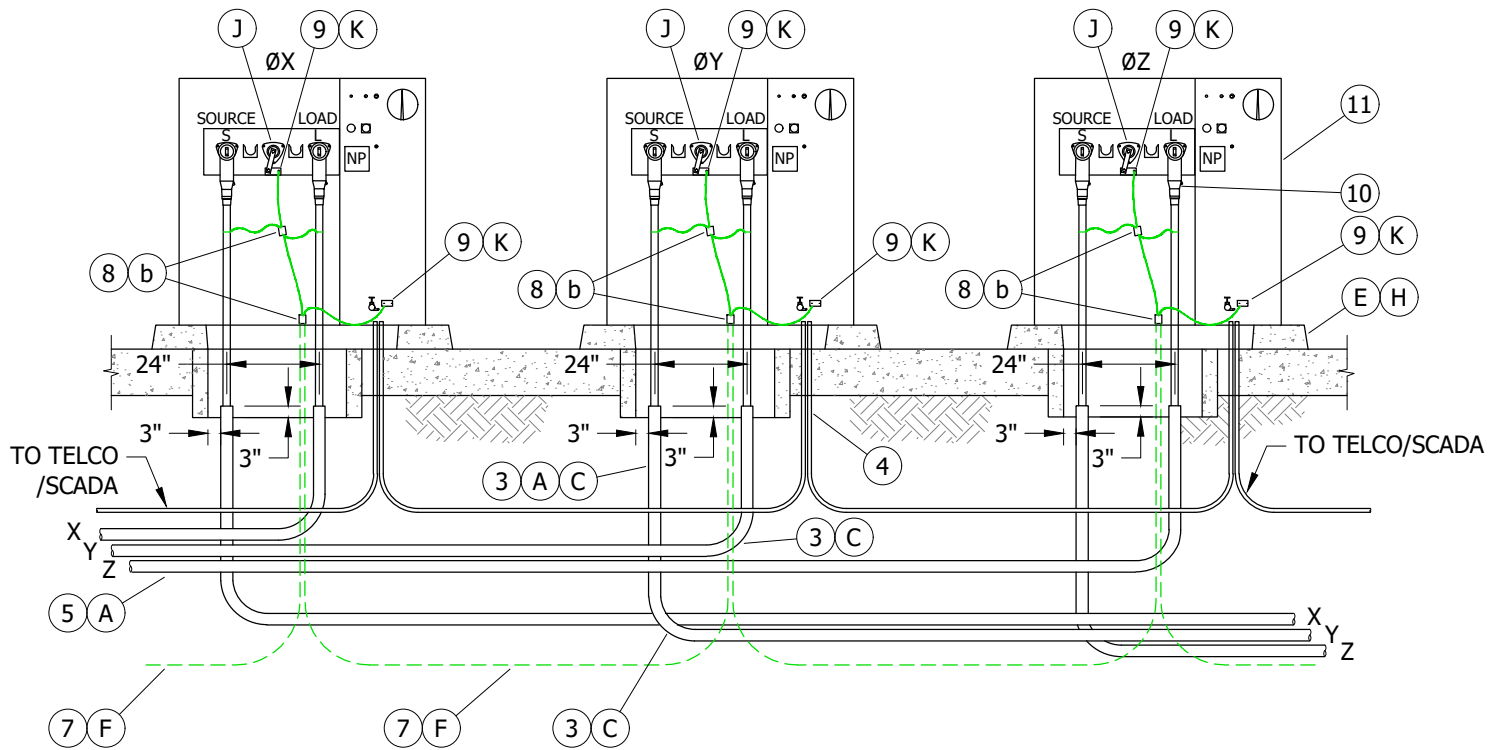 J 9 K J 9 K J 9 K
ØX ØY ØZ
11
SOURCE LOAD SOURCE LOAD SOURCE LOAD
S L S L S L
NP NP NP
10
9 K 9 K 9 K
8 b 8 b 8 b
E H
24" 24" 24"
3" 3" 3"
3" 3" 3"
TO TELCO
/SCADA
3 A C
4
TO TELCO/SCADA
X
Y
Z
3 C
5 A
X
Y
Z
7 F 7 F 3 C